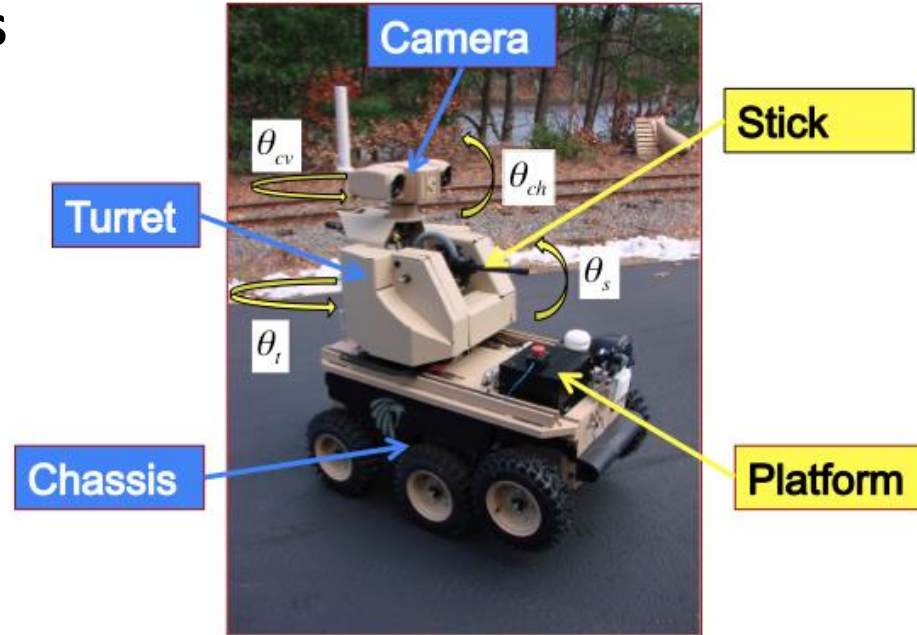 s
Camera
Stick
θcv
θch
Turret
θs
θt
Chassis
Platform